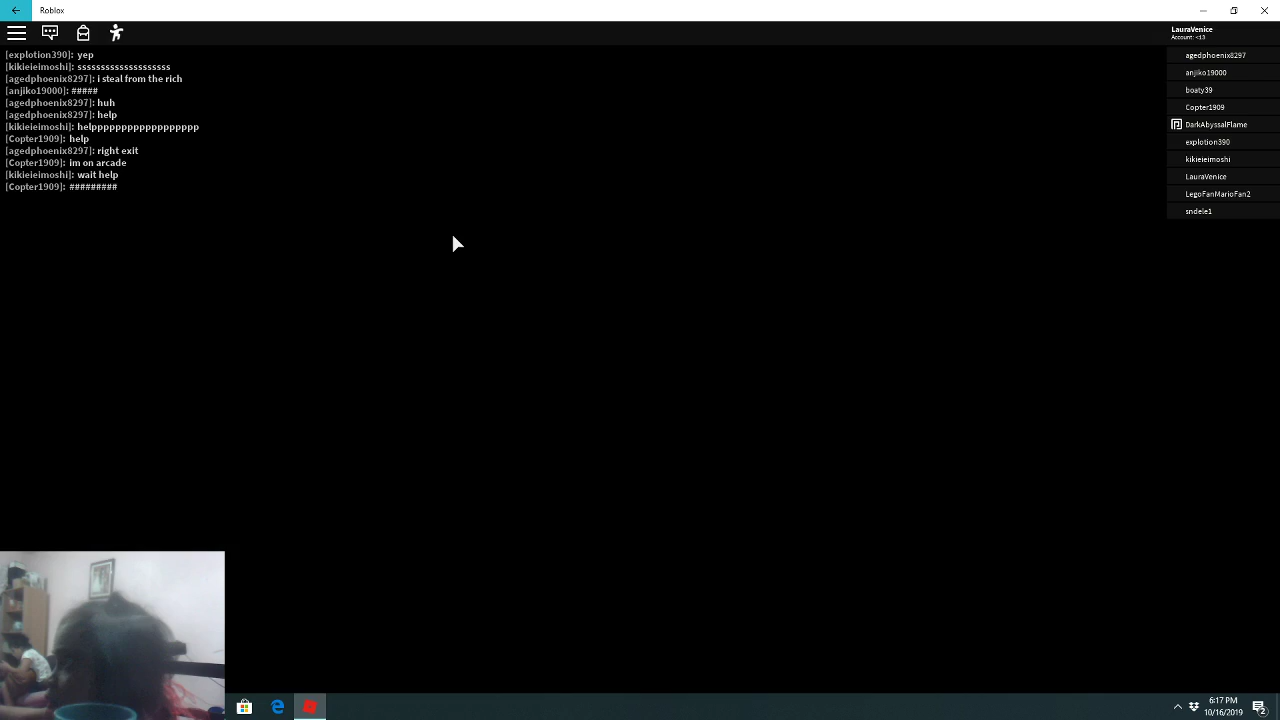 Roblox
LauraVenice
Account: <13
[explotion390]: yep
[kikieieimoshi]: ssssssssssssssssssss
[agedphoenix8297]: i steal from the rich
[anjiko19000]: #####
[agedphoenix8297]: huh
[agedphoenix8297]: help
[kikieieimoshi]: helpppppppppppppppppp
[Copter1909]: help
[agedphoenix8297]: right exit
[Copter1909]: im on arcade
[kikieieimoshi]: wait help
[Copter1909]: #########
agedphoenix8297
anjiko19000
boaty39
Copter1909
DarkAbyssalFlame
explotion390
kikieieimoshi
LauraVenice
LegoFanMarioFan2
sndele1
6:17 PM
10/16/2019
2